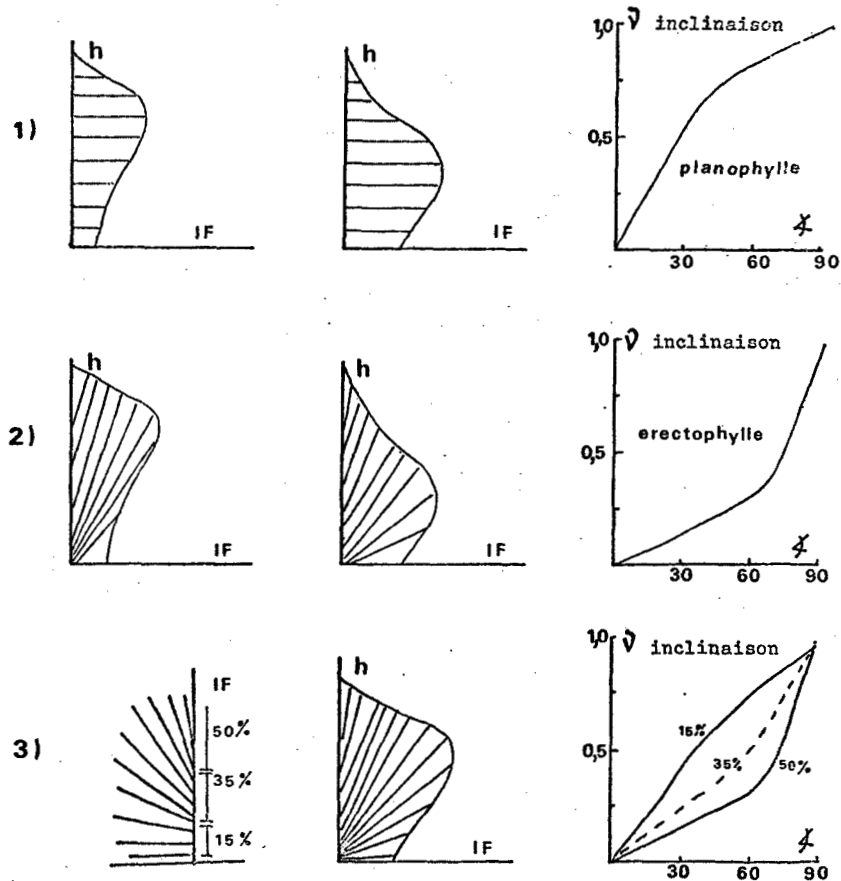 1)
h
IF
h
IF
1,0 ν inclinaison
0,5
planophylle
∡
30 60 90
2)
h
IF
h
IF
1,0 ν inclinaison
0,5
erectophylle
∡
30 60 90
3)
IF
50%
35%
15%
h
IF
1,0 ν inclinaison
0,5
15%
35%
50%
∡
30 60 90